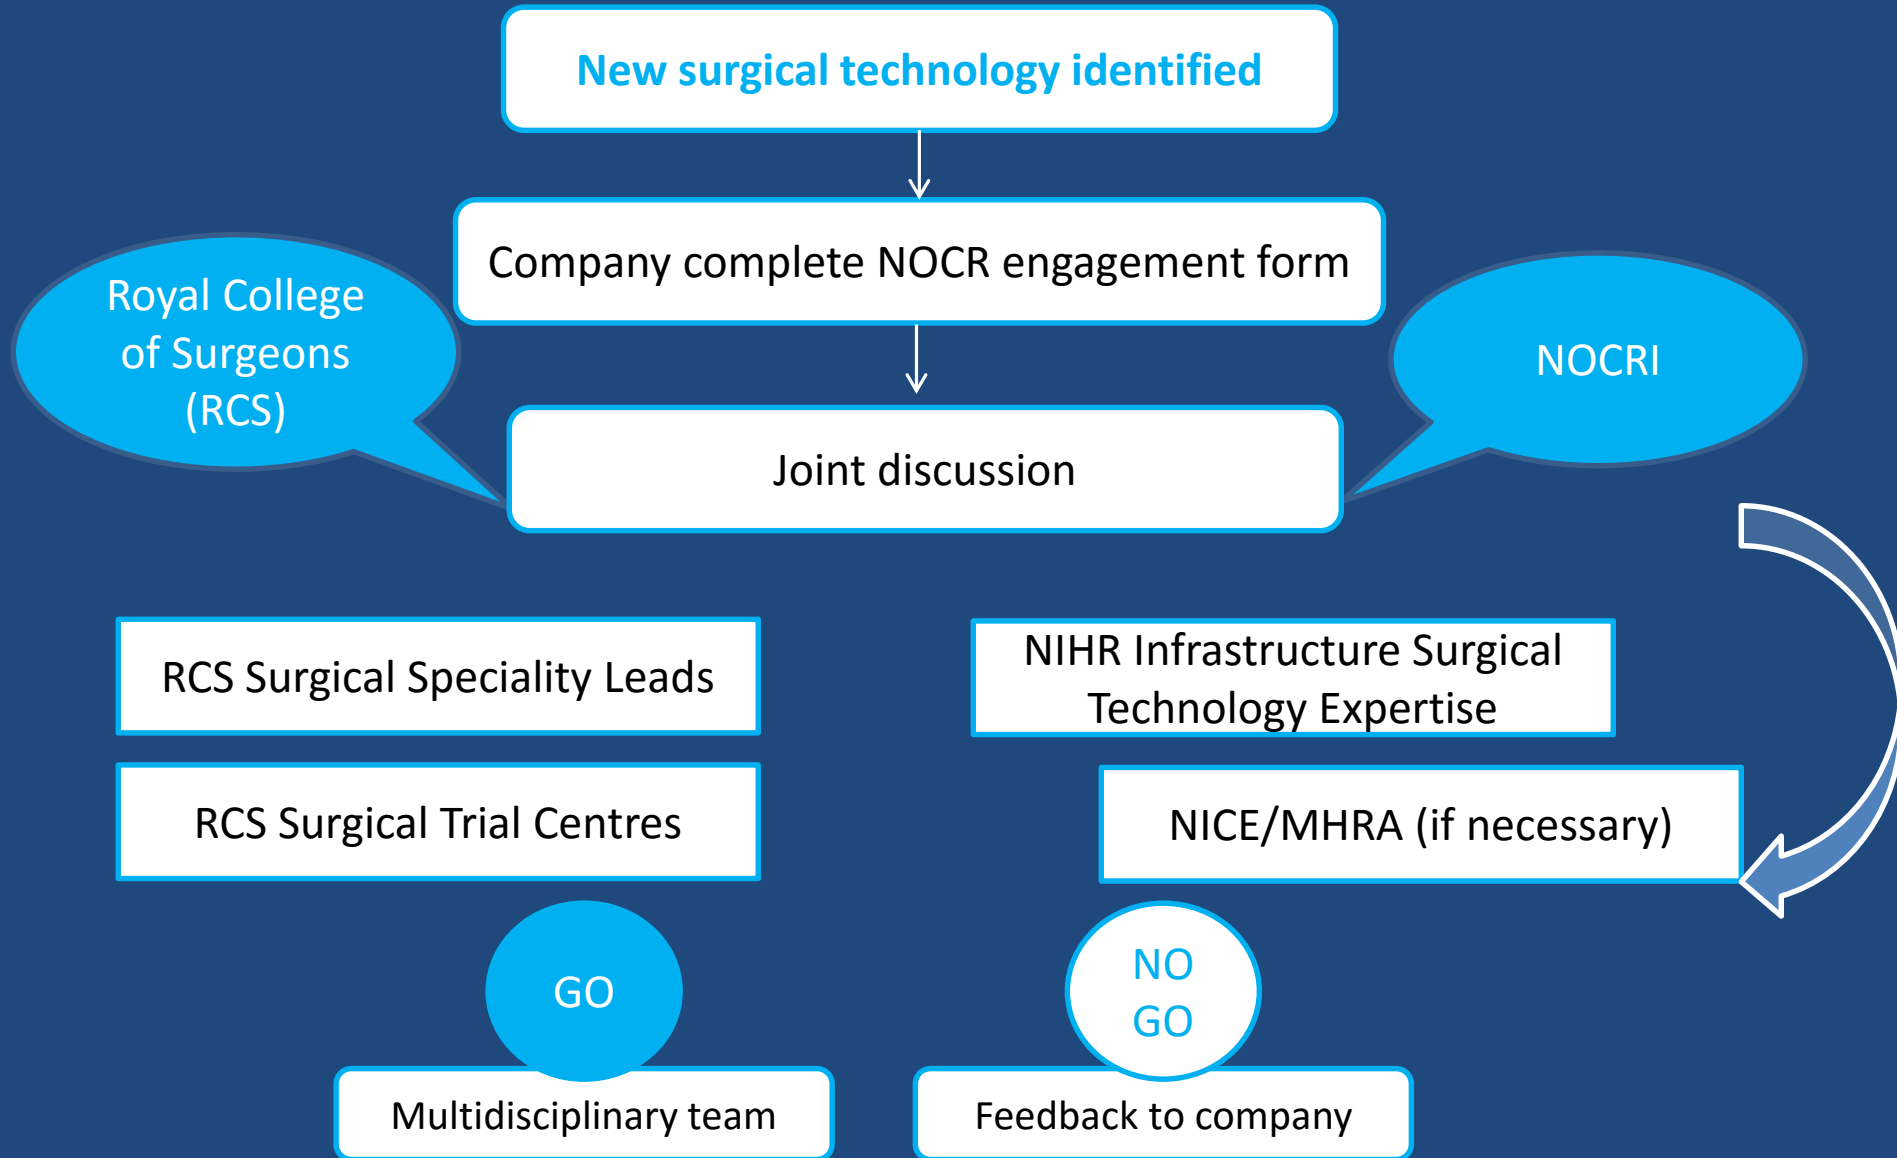 New surgical technology identified
Company complete NOCR engagement form
Royal College
of Surgeons
(RCS)
NOCRI
Joint discussion
RCS Surgical Speciality Leads
NIHR Infrastructure Surgical
Technology Expertise
RCS Surgical Trial Centres
NICE/MHRA (if necessary)
GO
NO
GO
Multidisciplinary team
Feedback to company